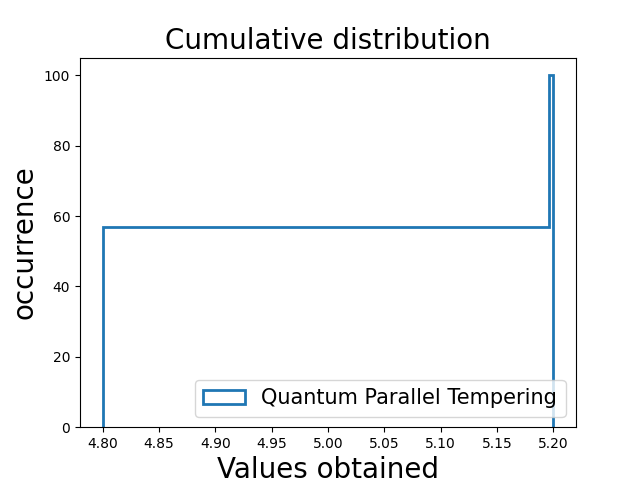 Cumulative distribution
occurrence
100
80
60
40
20
0
Quantum Parallel Tempering
4.80 4.85 4.90 4.95 5.00 5.05 5.10 5.15 5.20
Values obtained